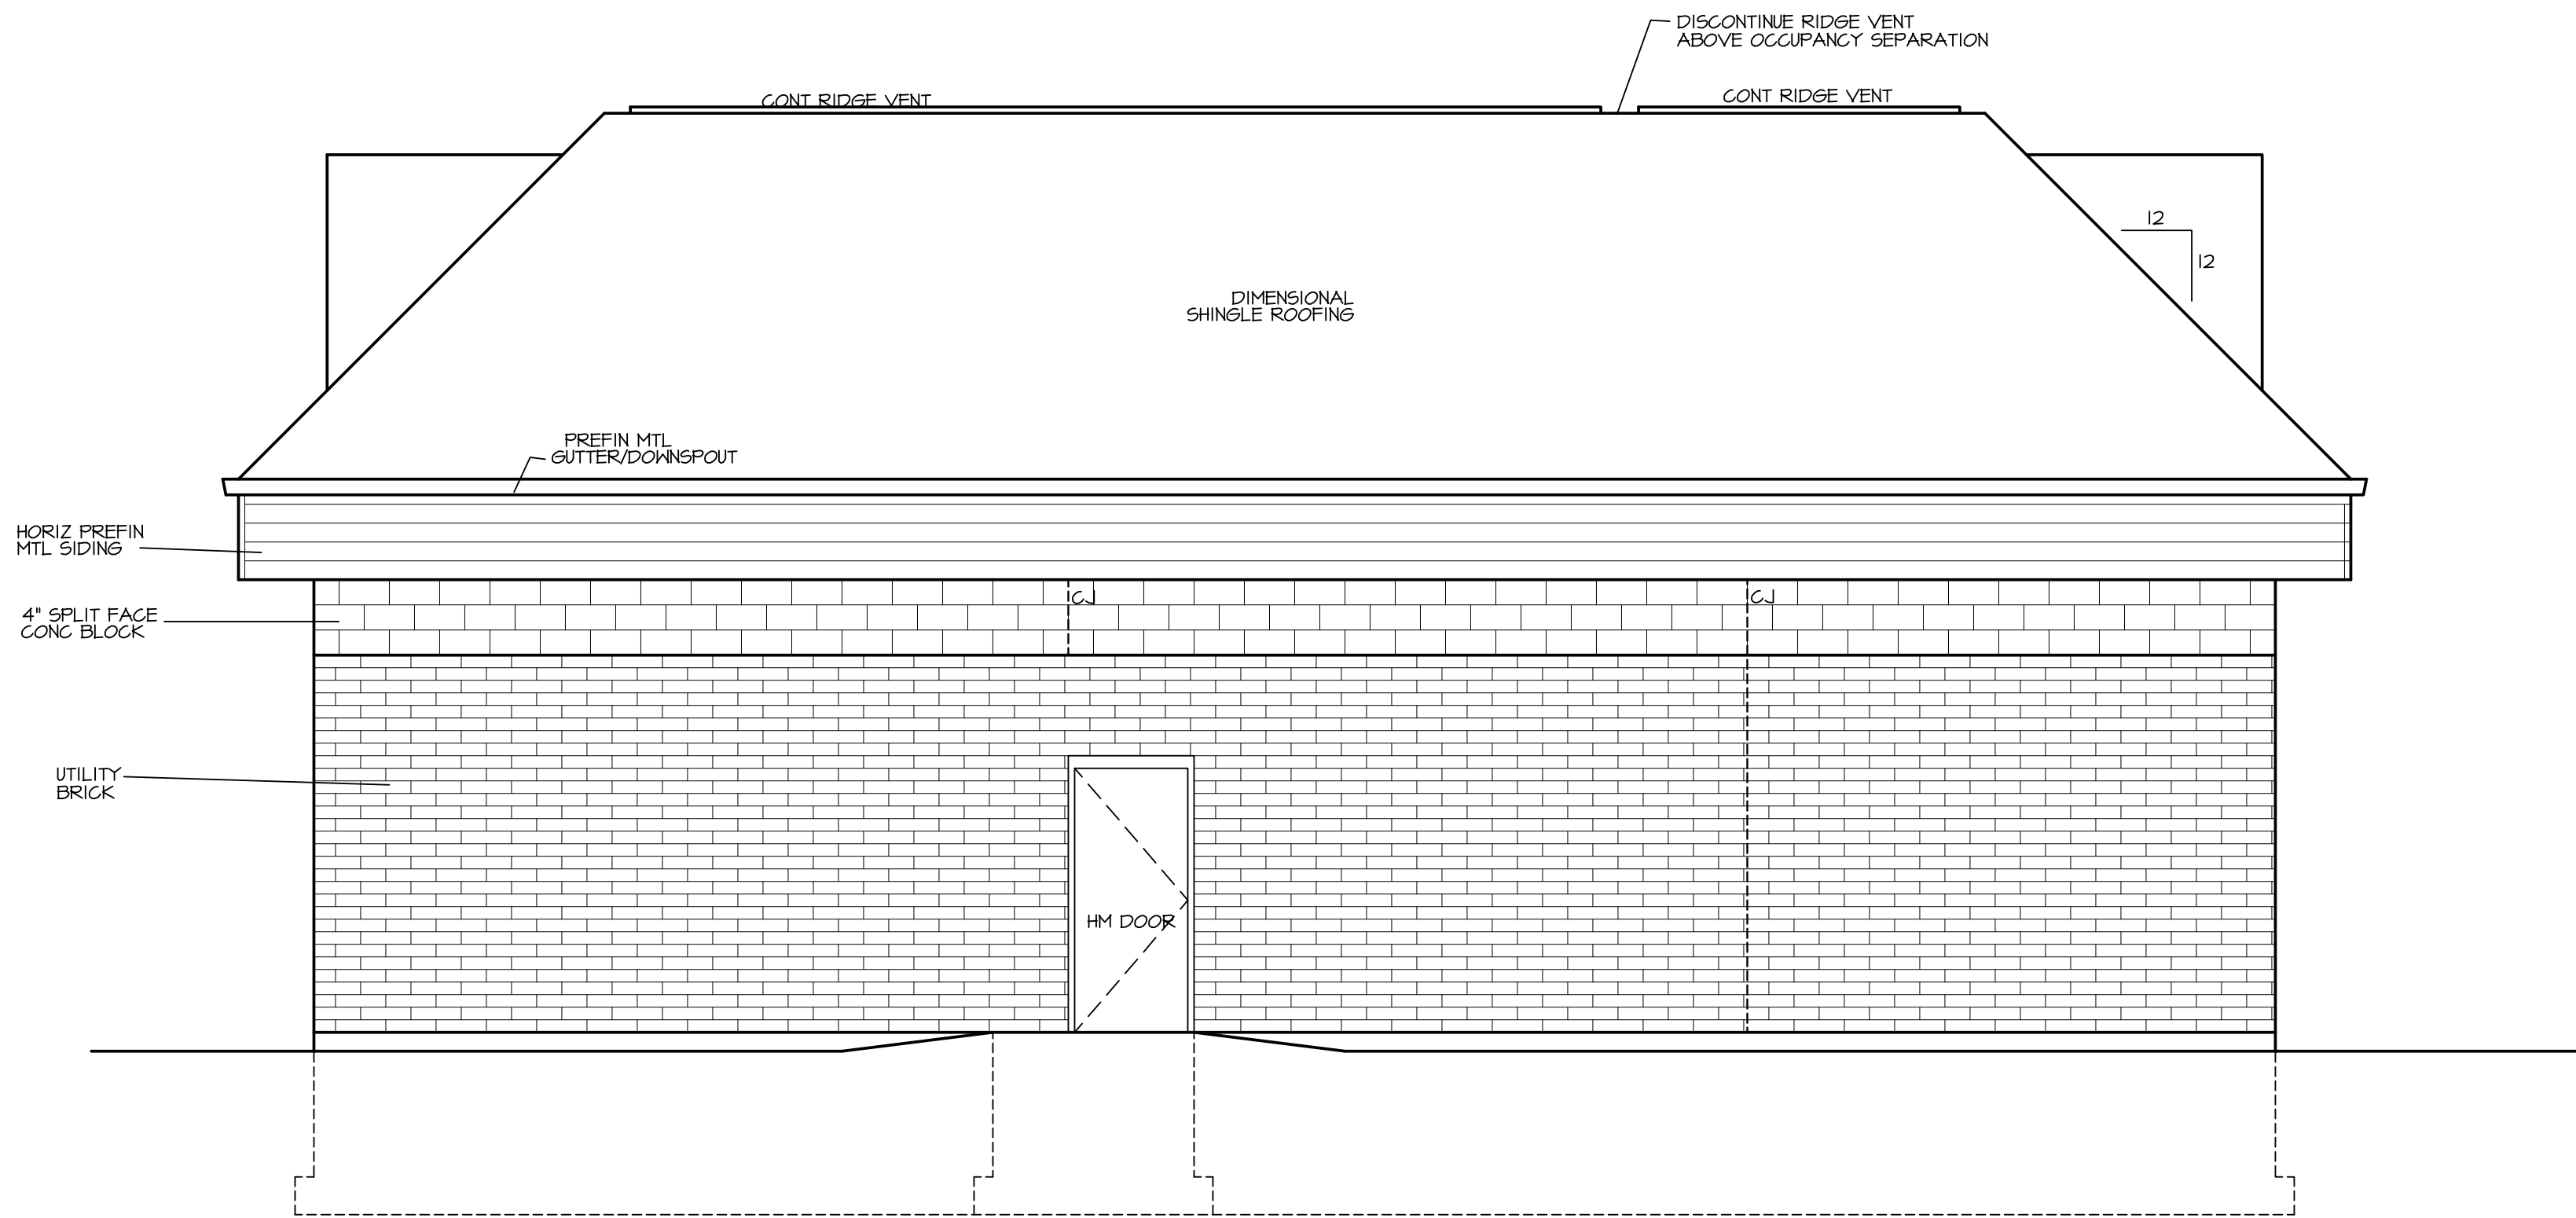 DISCONTINUE RIDGE VENT
ABOVE OCCUPANCY SEPARATION
CONT RIDGE VENT
CONT RIDGE VENT
12
12
DIMENSIONAL
SHINGLE ROOFING
PREFIN MTL
GUTTER/DOWNSPOUT
HORIZ PREFIN
MTL SIDING
4" SPLIT FACE
CONC BLOCK
CJ
CJ
UTILITY
BRICK
HM DOOR